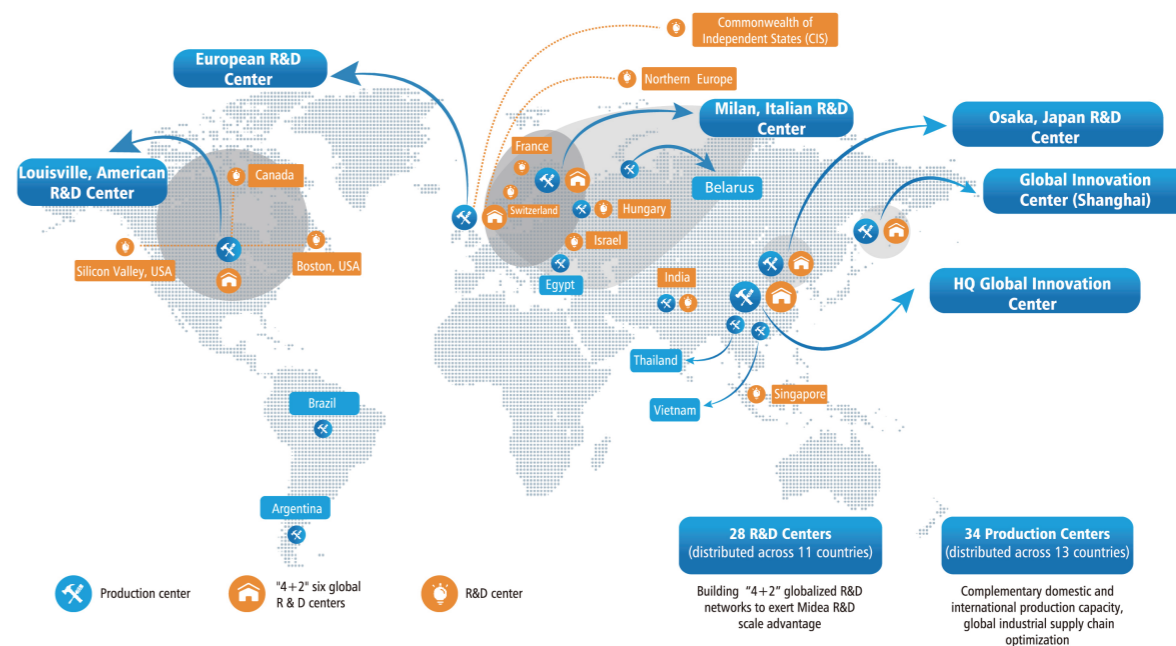 Commonwealth of
Independent States (CIS)
European R&D
Center
Northern Europe
Milan, Italian R&D
Center
Osaka, Japan R&D
Center
France
Louisville, American
R&D Center
Canada
Belarus
Global Innovation
Center (Shanghai)
Switzerland
Hungary
Israel
Silicon Valley, USA
Boston, USA
Egypt
India
HQ Global Innovation
Center
Thailand
Singapore
Vietnam
Brazil
Argentina
28 R&D Centers
(distributed across 11 countries)
Building “4+2” globalized R&D
networks to exert Midea R&D
scale advantage
34 Production Centers
(distributed across 13 countries)
Complementary domestic and
international production capacity,
global industrial supply chain
optimization
Production center
"4+2" six global
R & D centers
R&D center